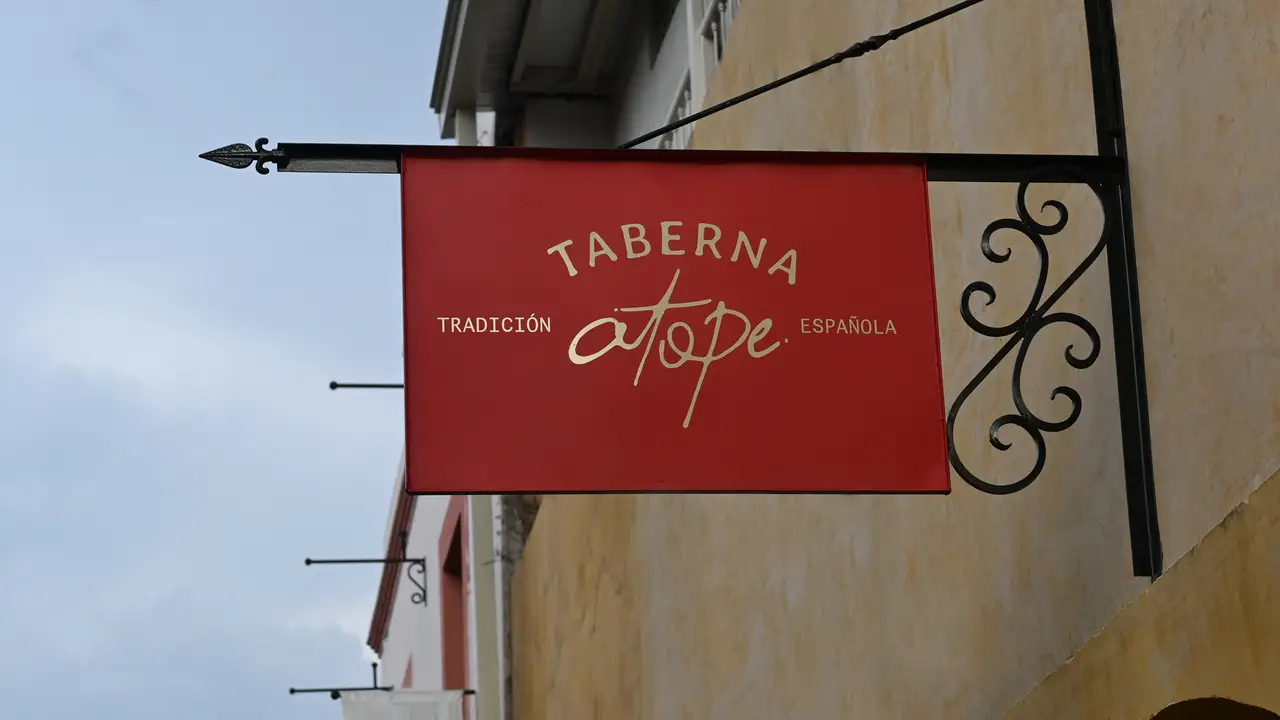 TABERNA
TRADICIÓN atope. ESPAÑOLA